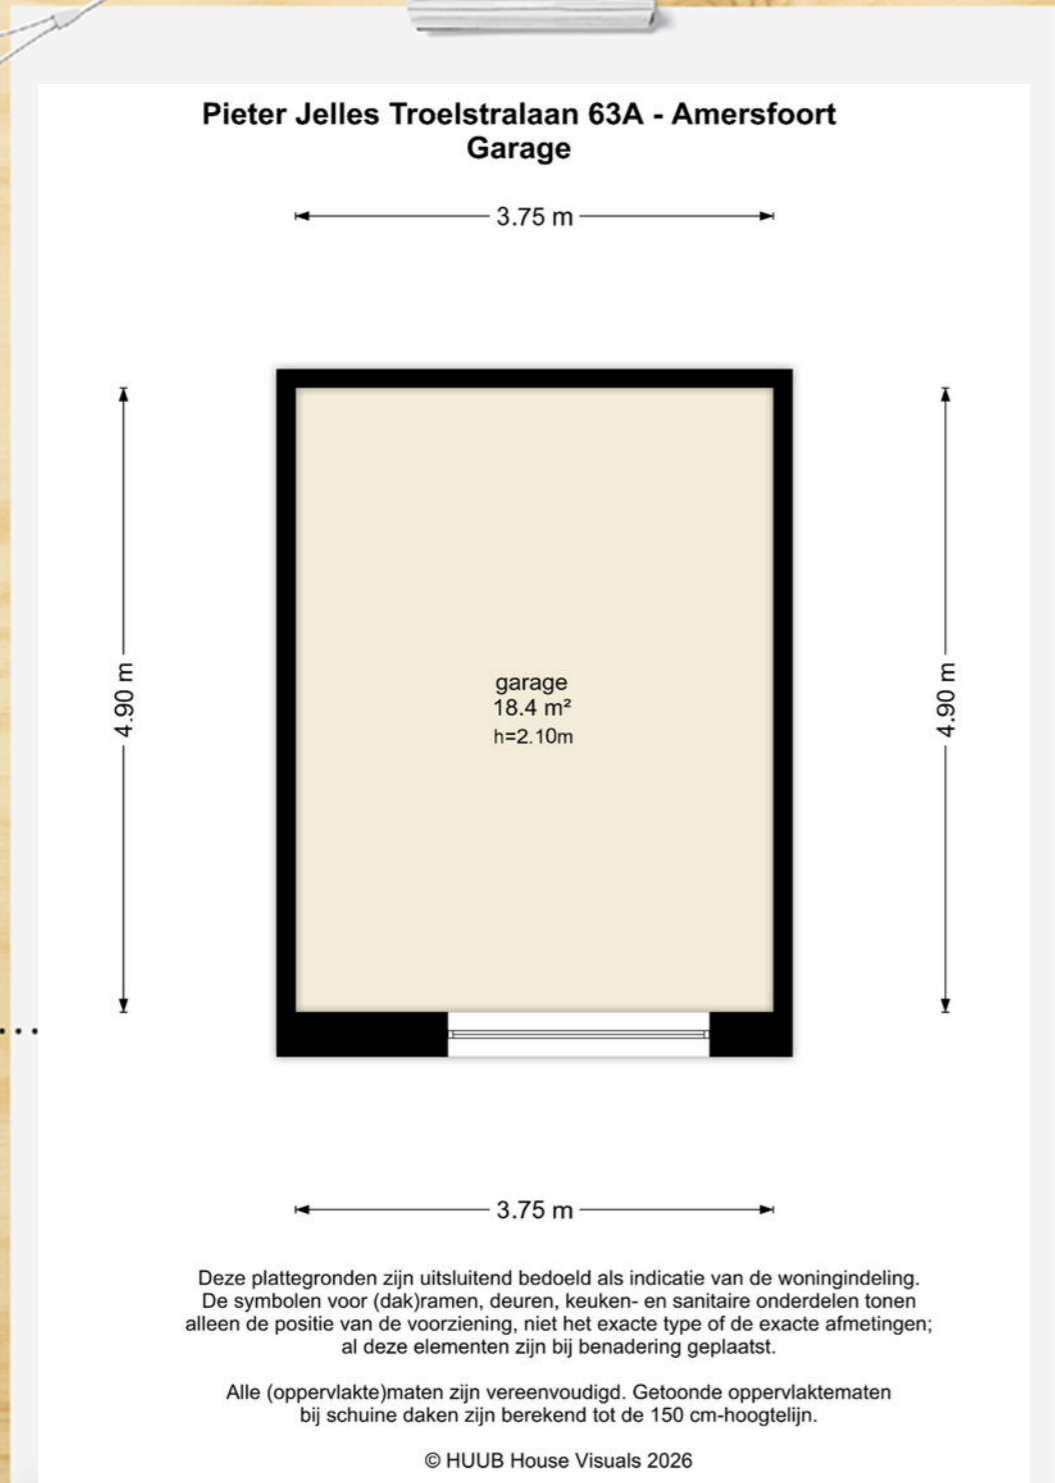 Pieter Jelles Troelstralaan 63A - Amersfoort
Garage
3.75 m
4.90 m
4.90 m
garage
18.4 m²
h=2.10m
3.75 m
Deze plattegronden zijn uitsluitend bedoeld als indicatie van de woningindeling.
De symbolen voor (dak)ramen, deuren, keuken- en sanitaire onderdelen tonen
alleen de positie van de voorziening, niet het exacte type of de exacte afmetingen;
al deze elementen zijn bij benadering geplaatst.
Alle (oppervlakte)maten zijn vereenvoudigd. Getoonde oppervlaktematen
bij schuine daken zijn berekend tot de 150 cm-hoogtelijn.
© HUUB House Visuals 2026